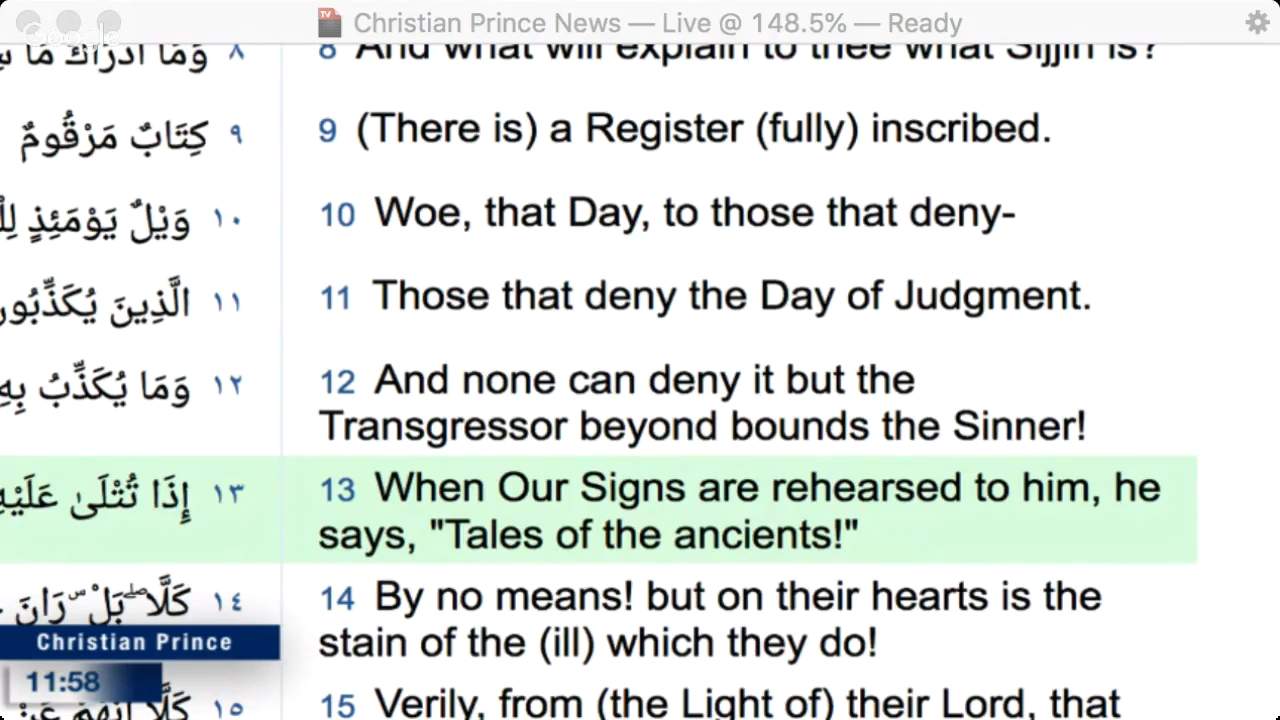 Google
Christian Prince News — Live @ 148.5% — Ready
وَمَا أَدْرَاكَ مَا ٨
8 And what will explain to thee what Sijjin is?
كِتَابٌ مَرْقُومٌ ٩
9 (There is) a Register (fully) inscribed.
وَيْلٌ يَوْمَئِذٍ ١٠
10 Woe, that Day, to those that deny-
الَّذِينَ ١١
11 Those that deny the Day of Judgment.
وَمَا يُكَذِّبُ بِهِ ١٢
12 And none can deny it but the
Transgressor beyond bounds the Sinner!
إِذَا تُتْلَىٰ ١٣
13 When Our Signs are rehearsed to him, he
says, "Tales of the ancients!"
كَلَّا ۖ بَلْ ۜ رَانَ ١٤
14 By no means! but on their hearts is the
stain of the (ill) which they do!
Christian Prince
11:58
كَلَّا إِنَّهُمْ عَنْ ١٥
15 Verily, from (the Light of) their Lord, that